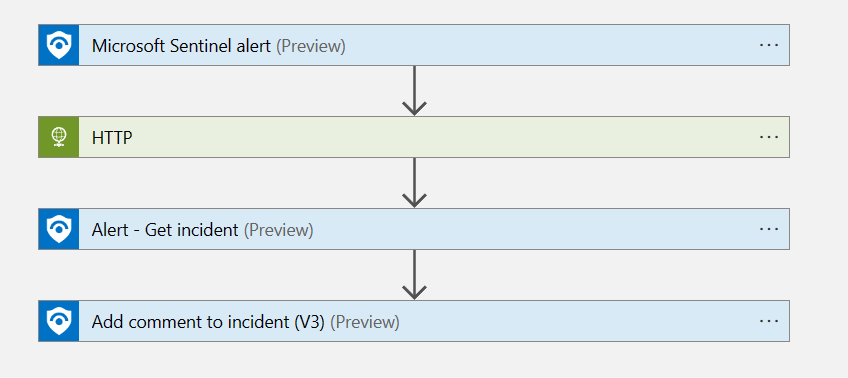 Microsoft Sentinel alert (Preview)
HTTP
Alert - Get incident (Preview)
Add comment to incident (V3) (Preview)